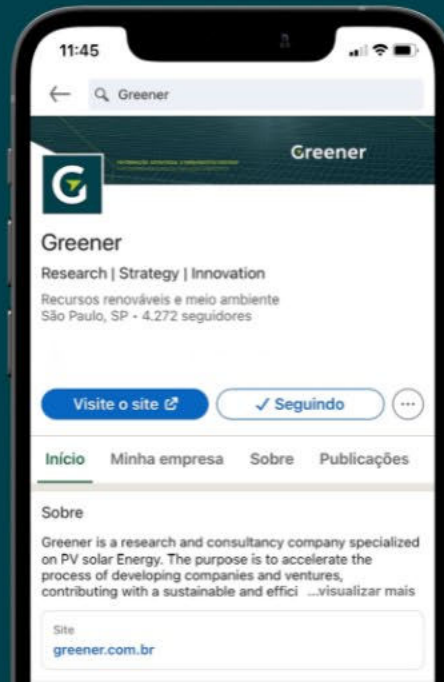 11:45
Greener
Greener
G
Greener
Research | Strategy | Innovation
Recursos renováveis e meio ambiente
São Paulo, SP • 4.272 seguidores
Visite o site
✓ Seguindo
Início Minha empresa Sobre Publicações
Sobre
Greener is a research and consultancy company specialized
on PV solar Energy. The purpose is to accelerate the
process of developing companies and ventures,
contributing with a sustainable and effici ...visualizar mais
Site
greener.com.br